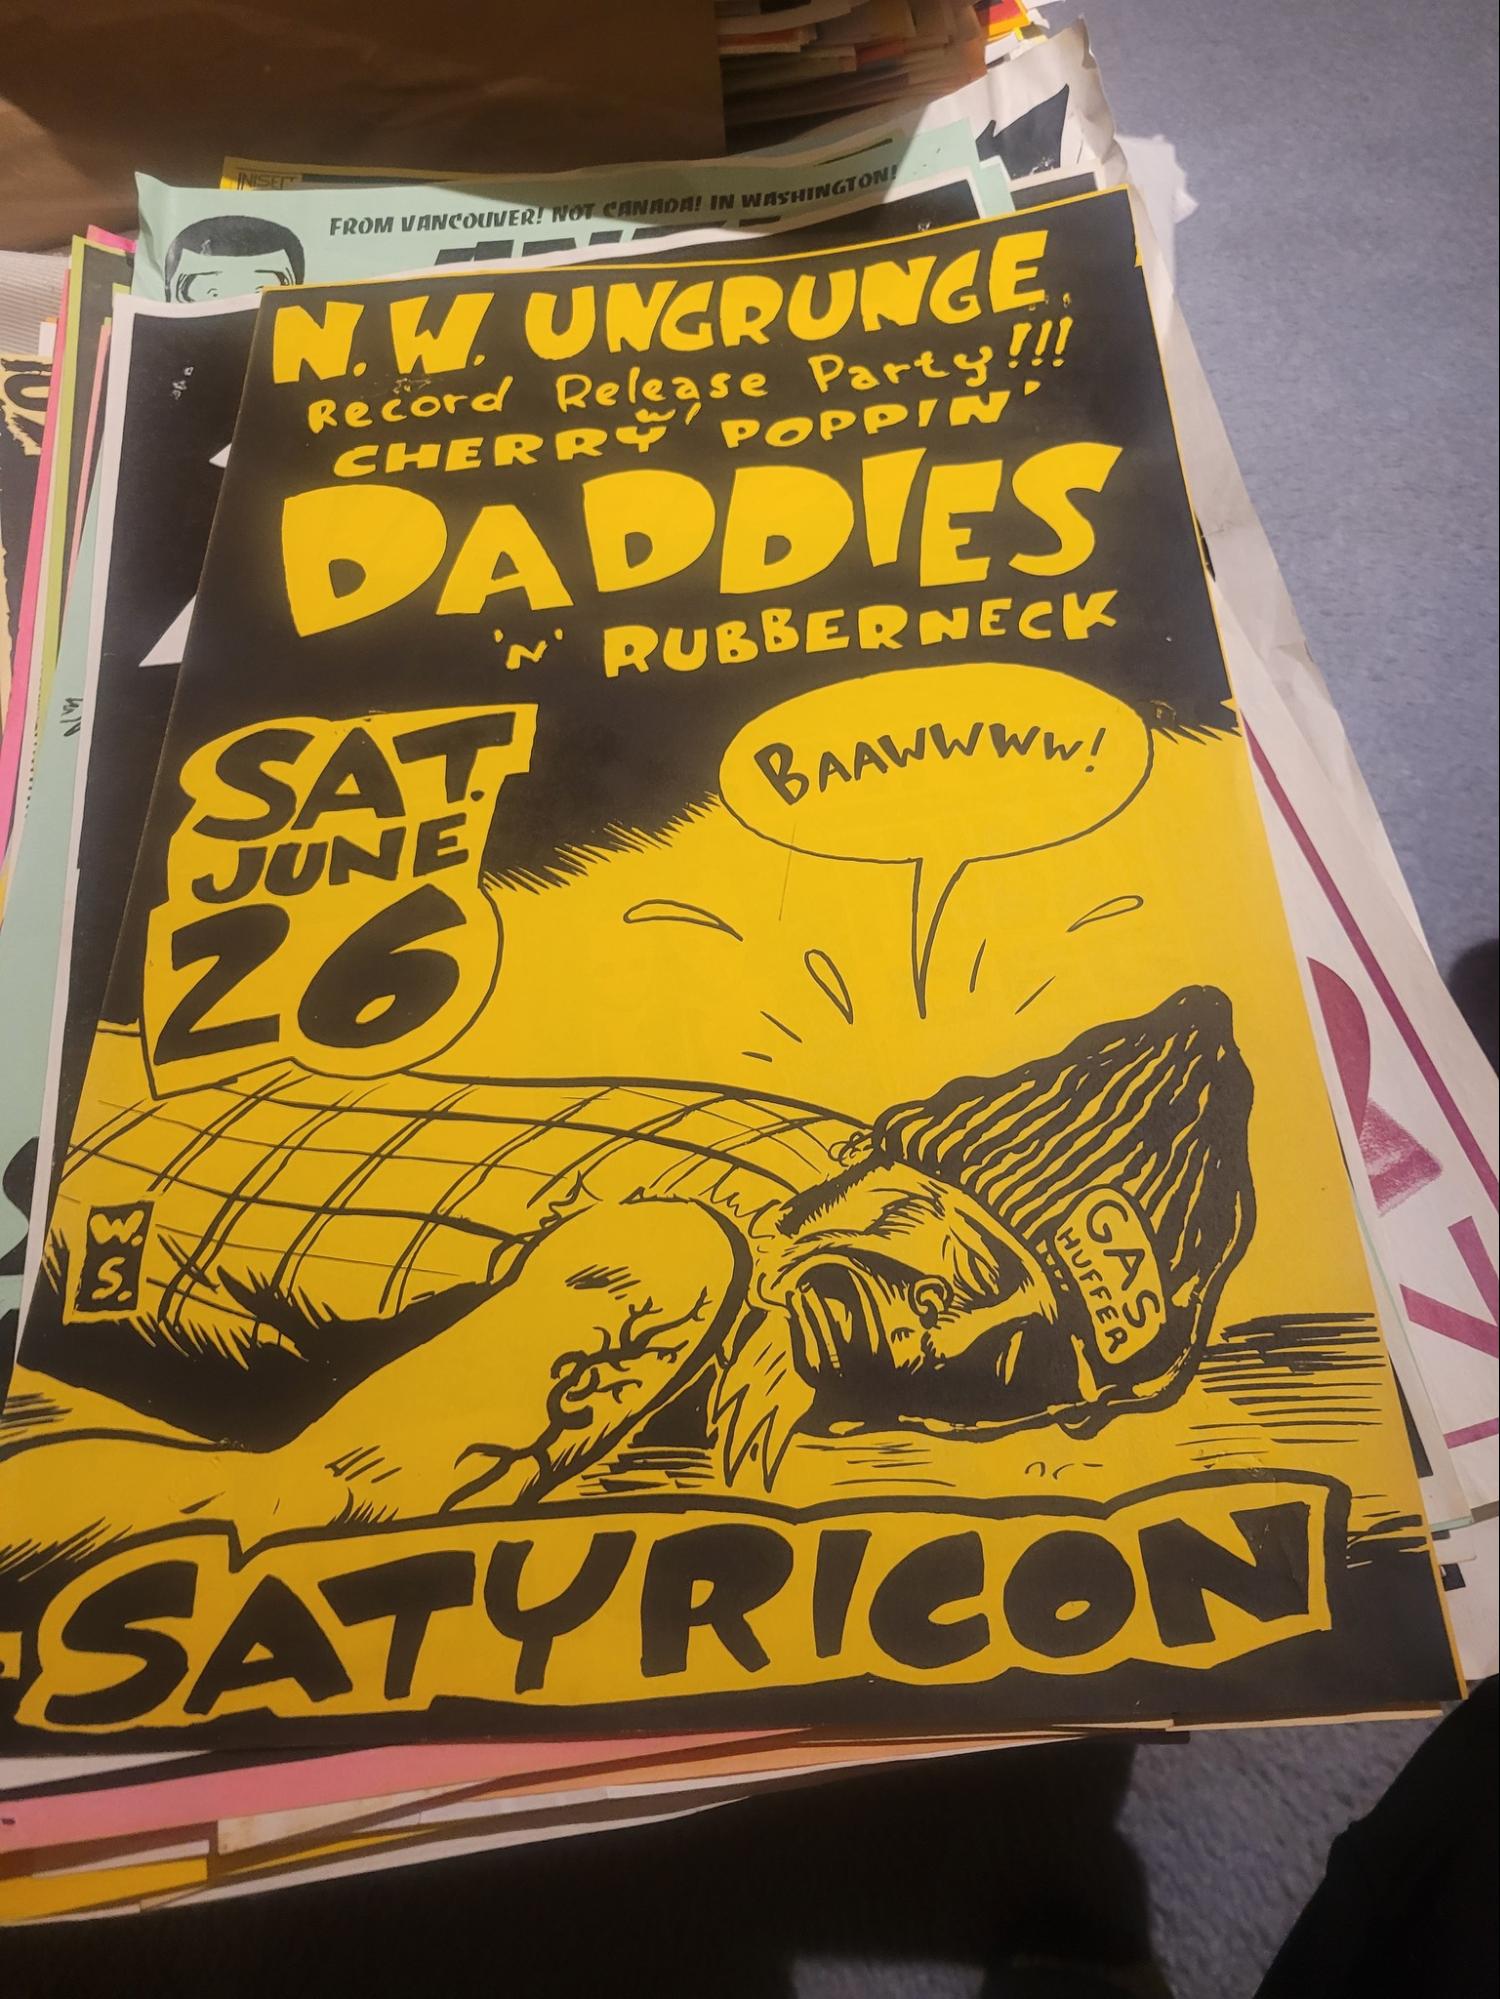 FROM VANCOUVER! NOT CANADA! IN WASHINGTON!
N.W. UNGRUNGE
Record Release Party!!!
CHERRY POPPIN'
DADDIES
'N' RUBBERNECK
SAT.
JUNE
26
BAAWWWW!
GAS
HUFFER
W.
S.
SATYRICON